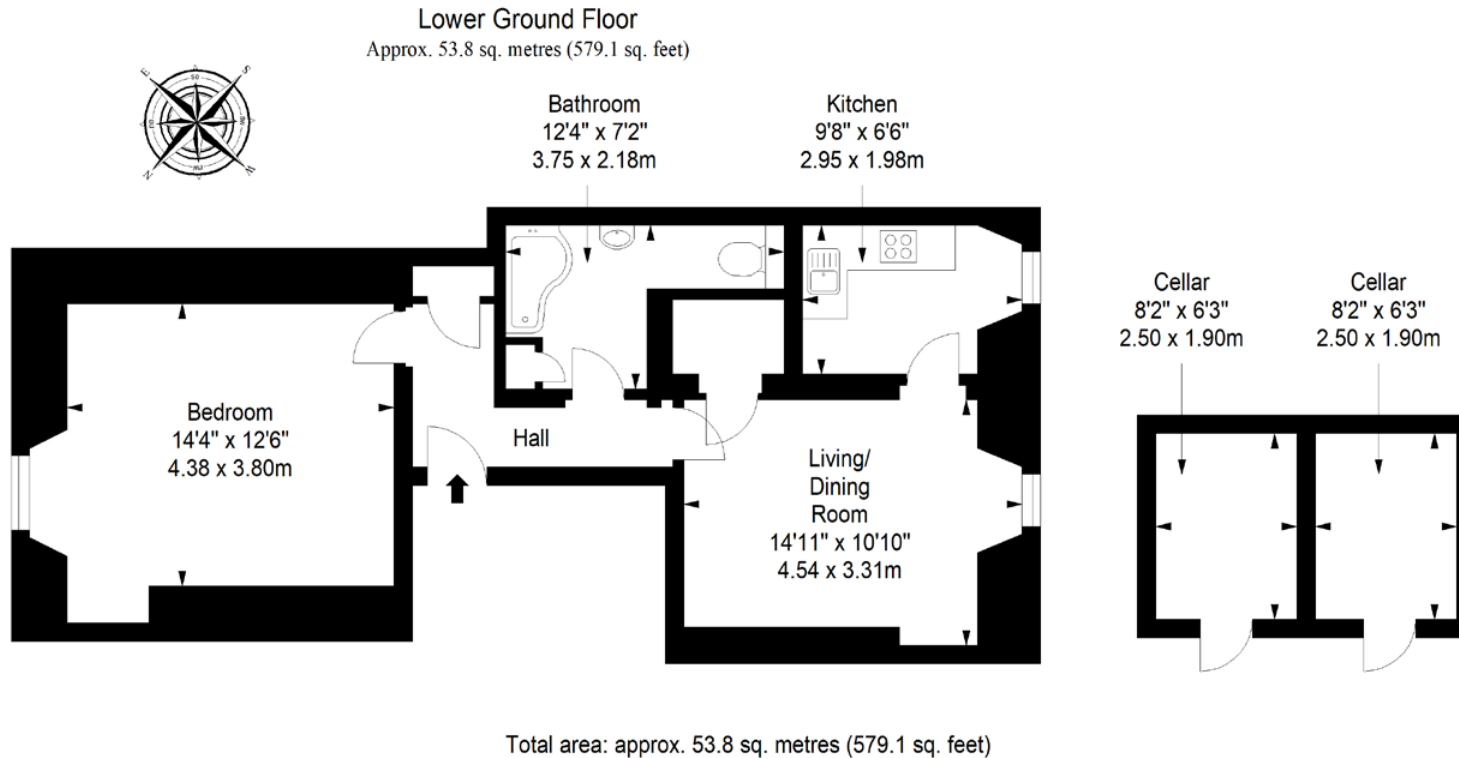 Lower Ground Floor
Approx. 53.8 sq. metres (579.1 sq. feet)
E
S
N
W
Bathroom
12'4" x 7'2"
3.75 x 2.18m
Kitchen
9'8" x 6'6"
2.95 x 1.98m
Cellar
8'2" x 6'3"
2.50 x 1.90m
Cellar
8'2" x 6'3"
2.50 x 1.90m
Bedroom
14'4" x 12'6"
4.38 x 3.80m
Hall
Living/
Dining
Room
14'11" x 10'10"
4.54 x 3.31m
Total area: approx. 53.8 sq. metres (579.1 sq. feet)